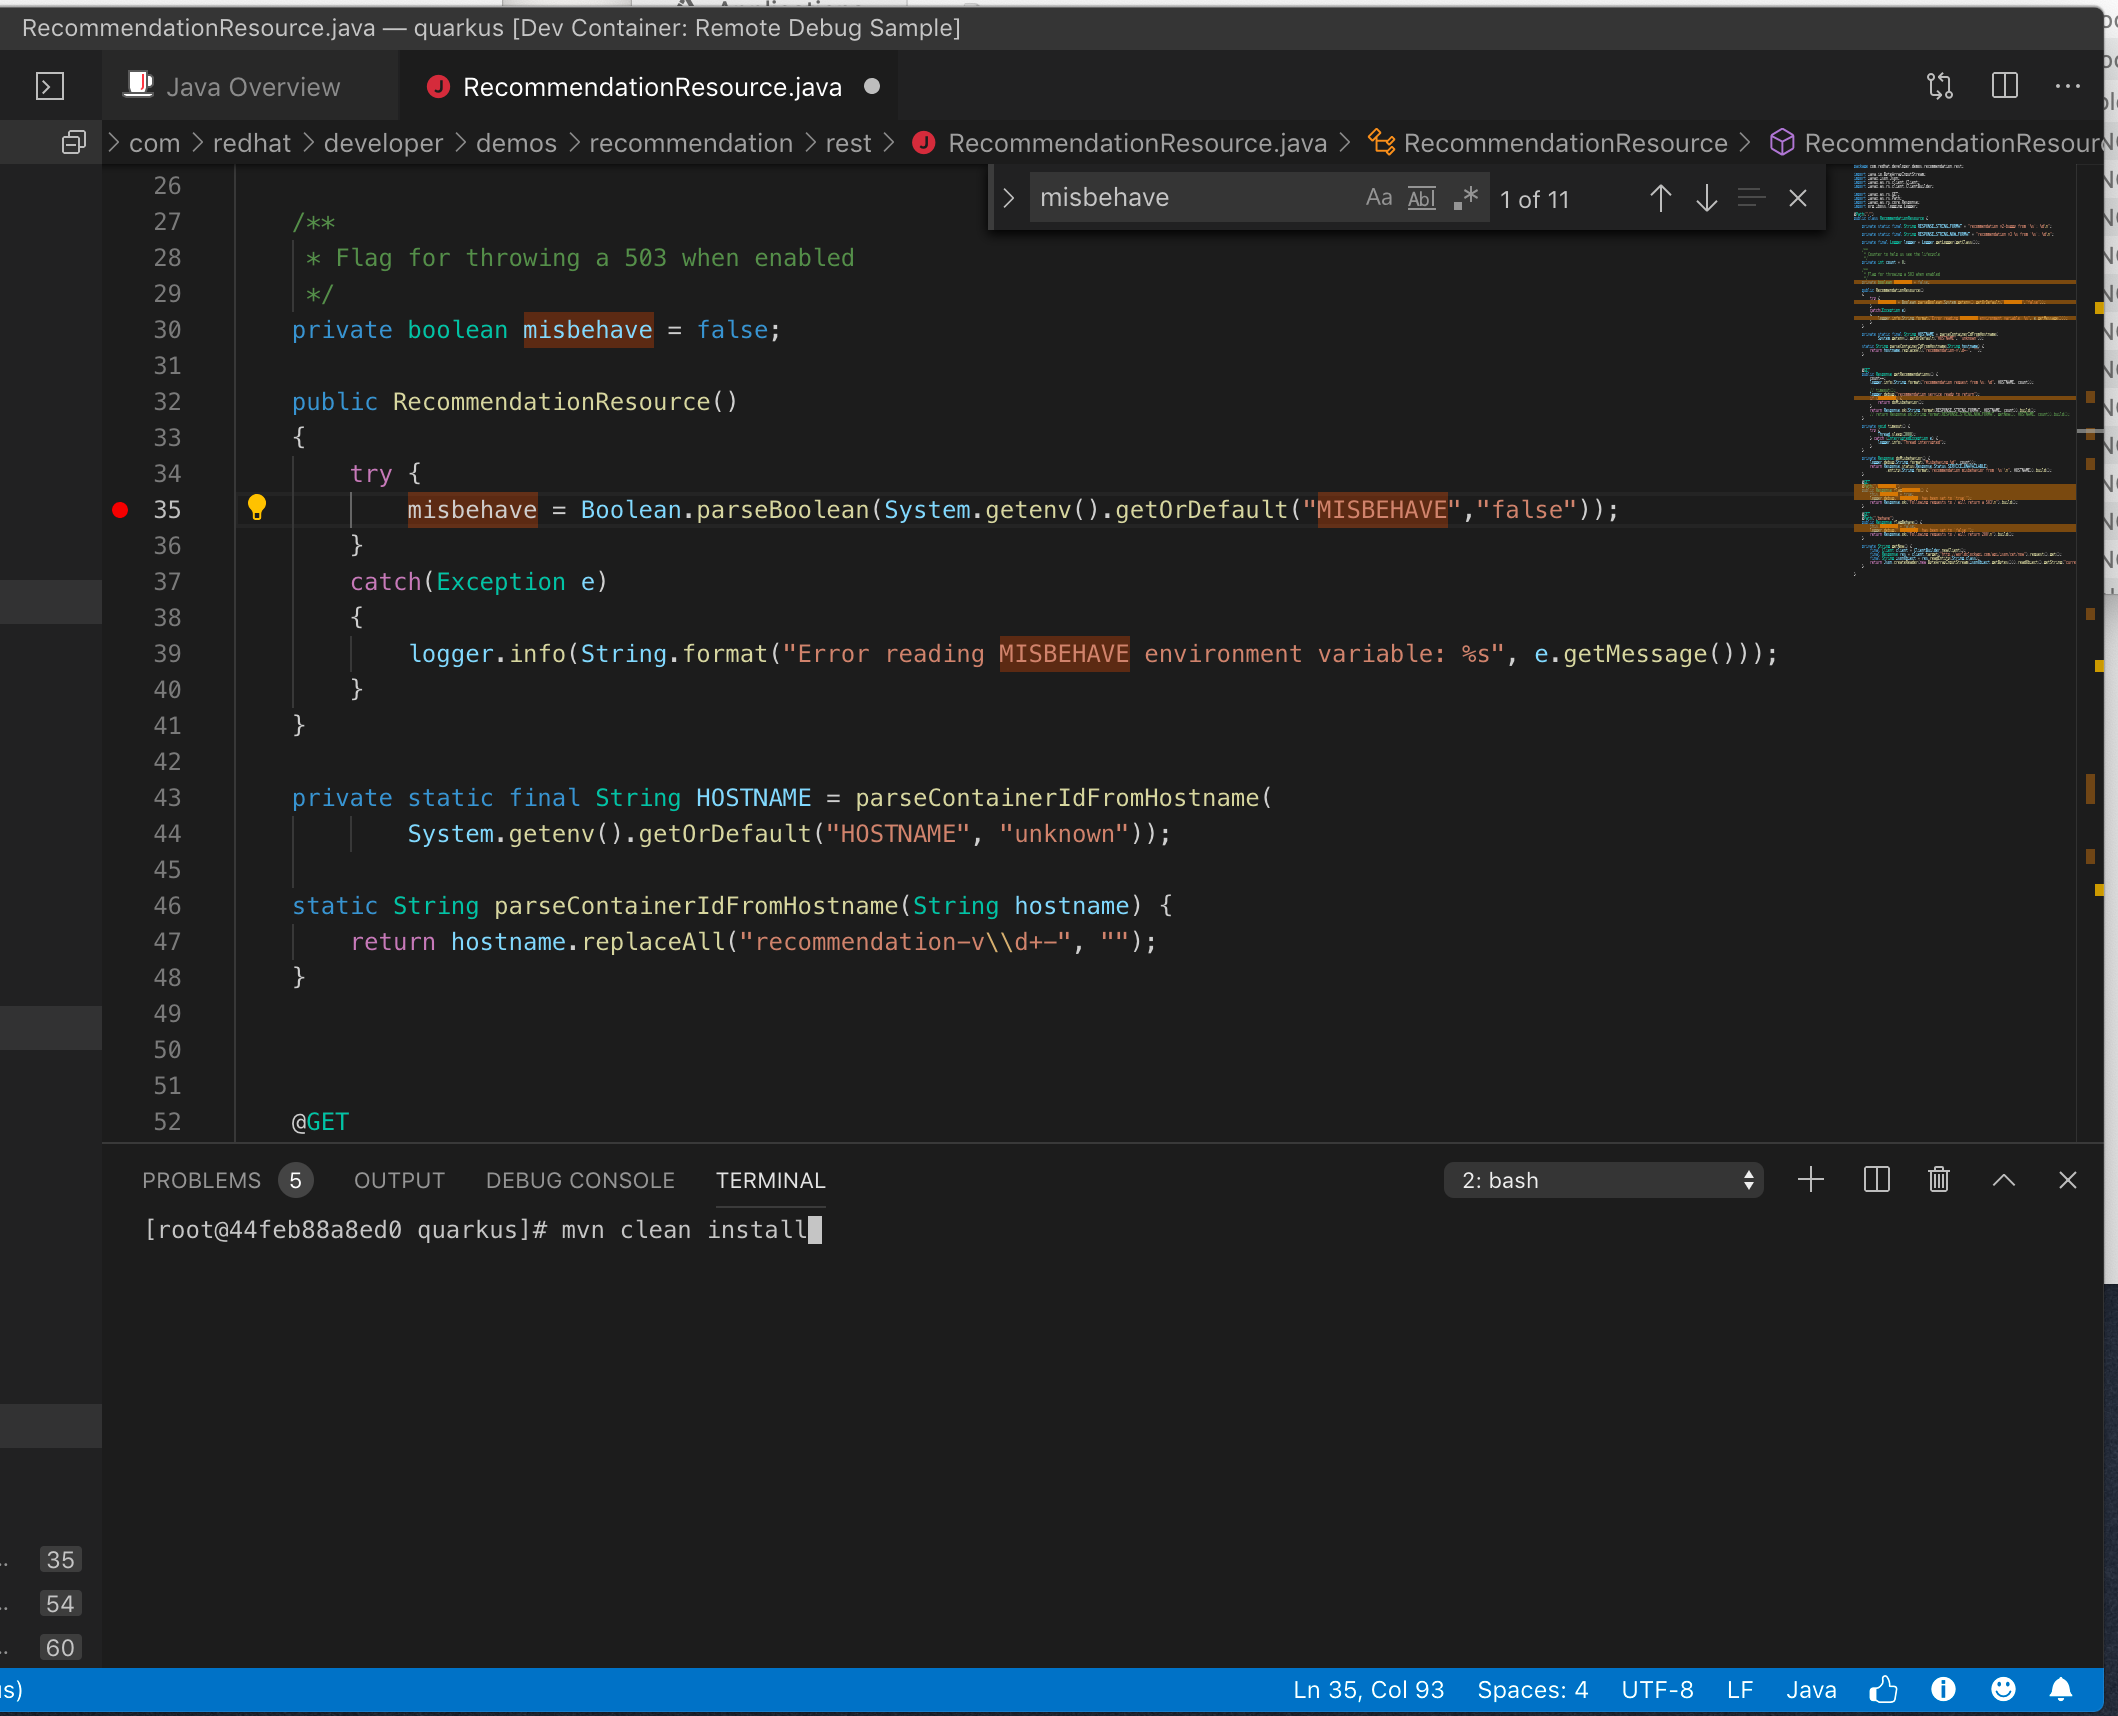 RecommendationResource.java — quarkus [Dev Container: Remote Debug Sample]
Java Overview
RecommendationResource.java
com > redhat > developer > demos > recommendation > rest > RecommendationResource.java > RecommendationResource > RecommendationResour
misbehave Aa Abl 1 of 11
26
27 /**
28 * Flag for throwing a 503 when enabled
29 */
30 private boolean misbehave = false;
31
32 public RecommendationResource()
33 {
34 try {
35 misbehave = Boolean.parseBoolean(System.getenv().getOrDefault("MISBEHAVE","false"));
36 }
37 catch(Exception e)
38 {
39 logger.info(String.format("Error reading MISBEHAVE environment variable: %s", e.getMessage()));
40 }
41 }
42
43 private static final String HOSTNAME = parseContainerIdFromHostname(
44 System.getenv().getOrDefault("HOSTNAME", "unknown"));
45
46 static String parseContainerIdFromHostname(String hostname) {
47 return hostname.replaceAll("recommendation-v\\d+-", "");
48 }
49
50
51
52 @GET
PROBLEMS 5 OUTPUT DEBUG CONSOLE TERMINAL 2: bash
[root@44feb88a8ed0 quarkus]# mvn clean install
35
54
60
us) Ln 35, Col 93 Spaces: 4 UTF-8 LF Java